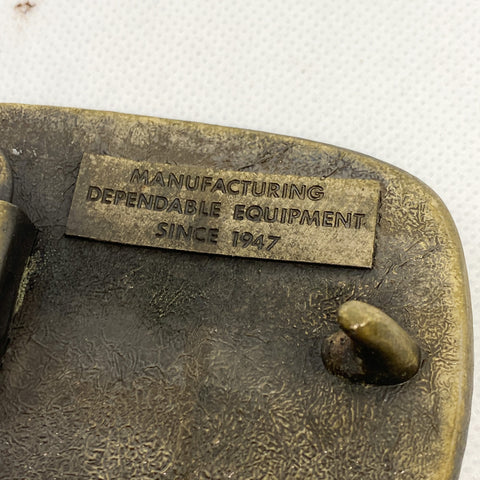 MANUFACTURING
DEPENDABLE EQUIPMENT
SINCE 1947